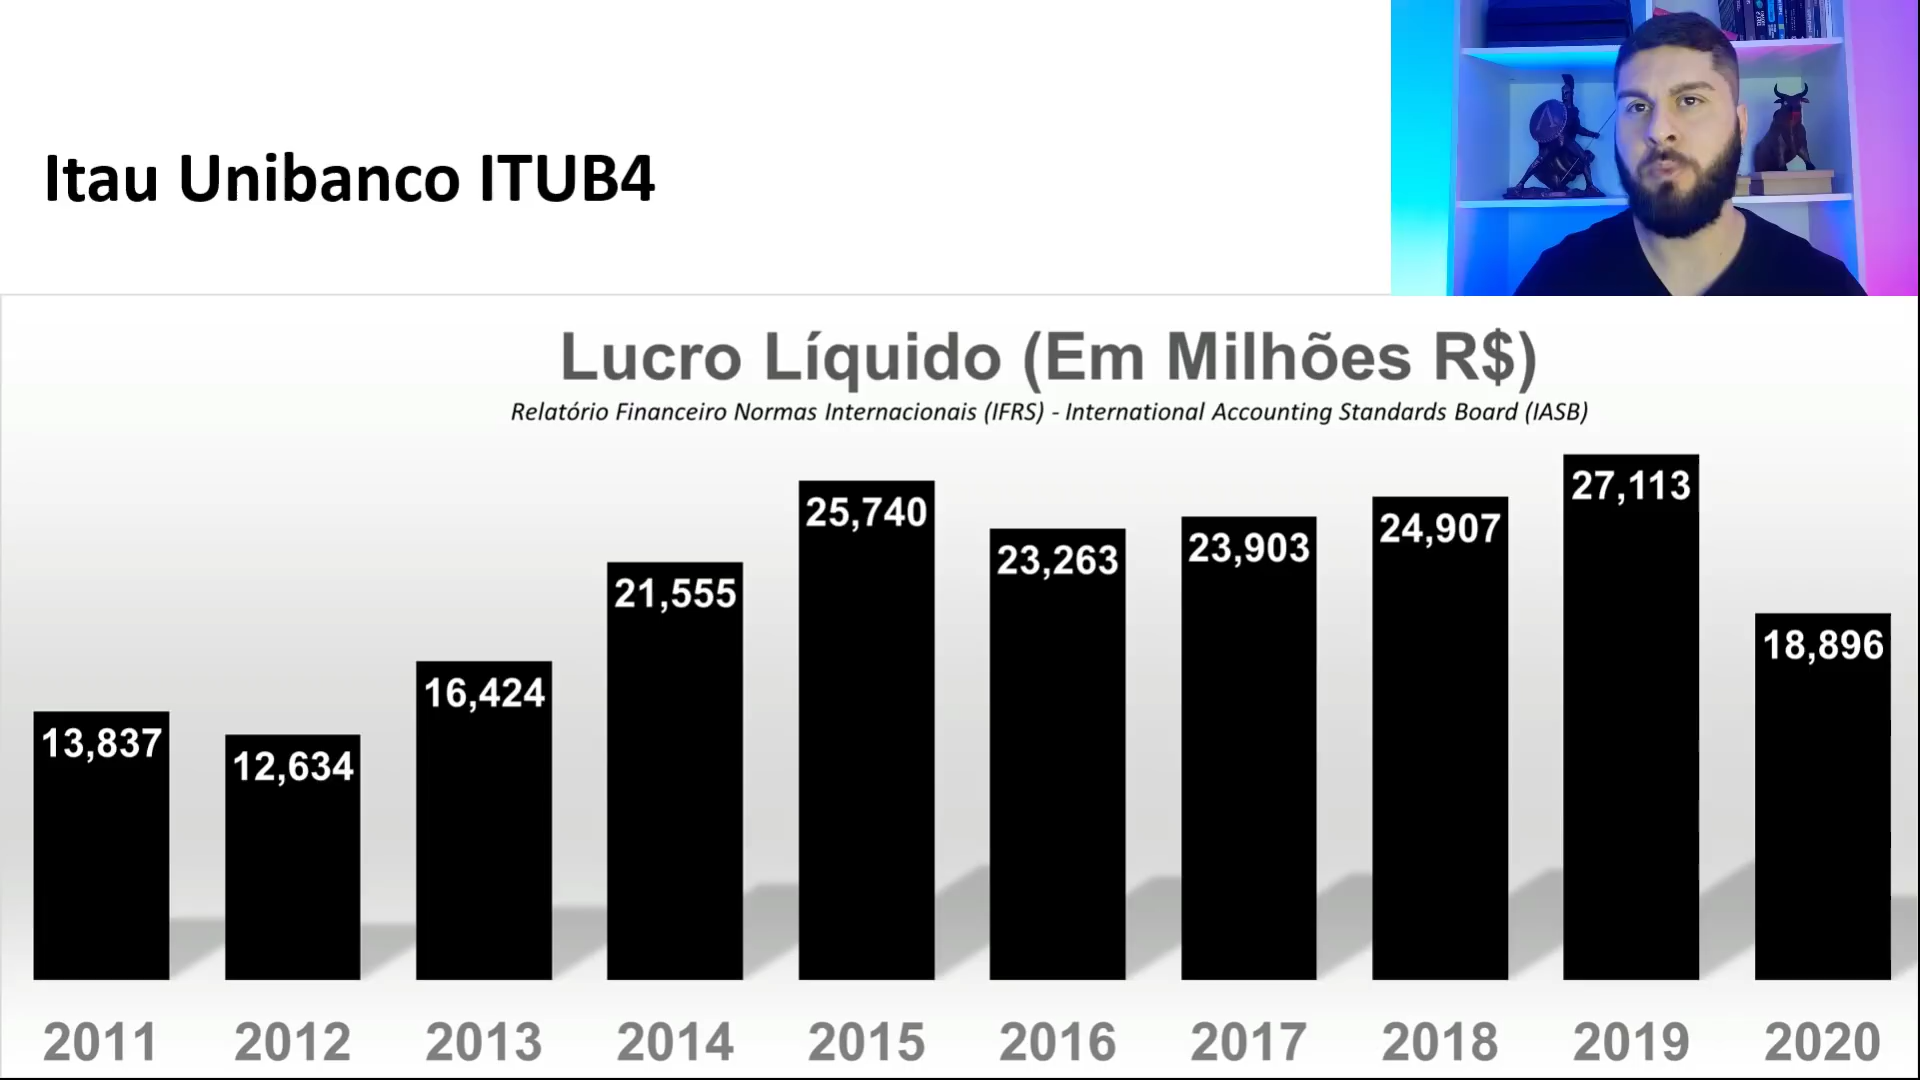 Itau Unibanco ITUB4
Lucro Líquido (Em Milhões R$)
Relatório Financeiro Normas Internacionais (IFRS) - International Accounting Standards Board (IASB)
13,837
12,634
16,424
21,555
25,740
23,263
23,903
24,907
27,113
18,896
2011 2012 2013 2014 2015 2016 2017 2018 2019 2020